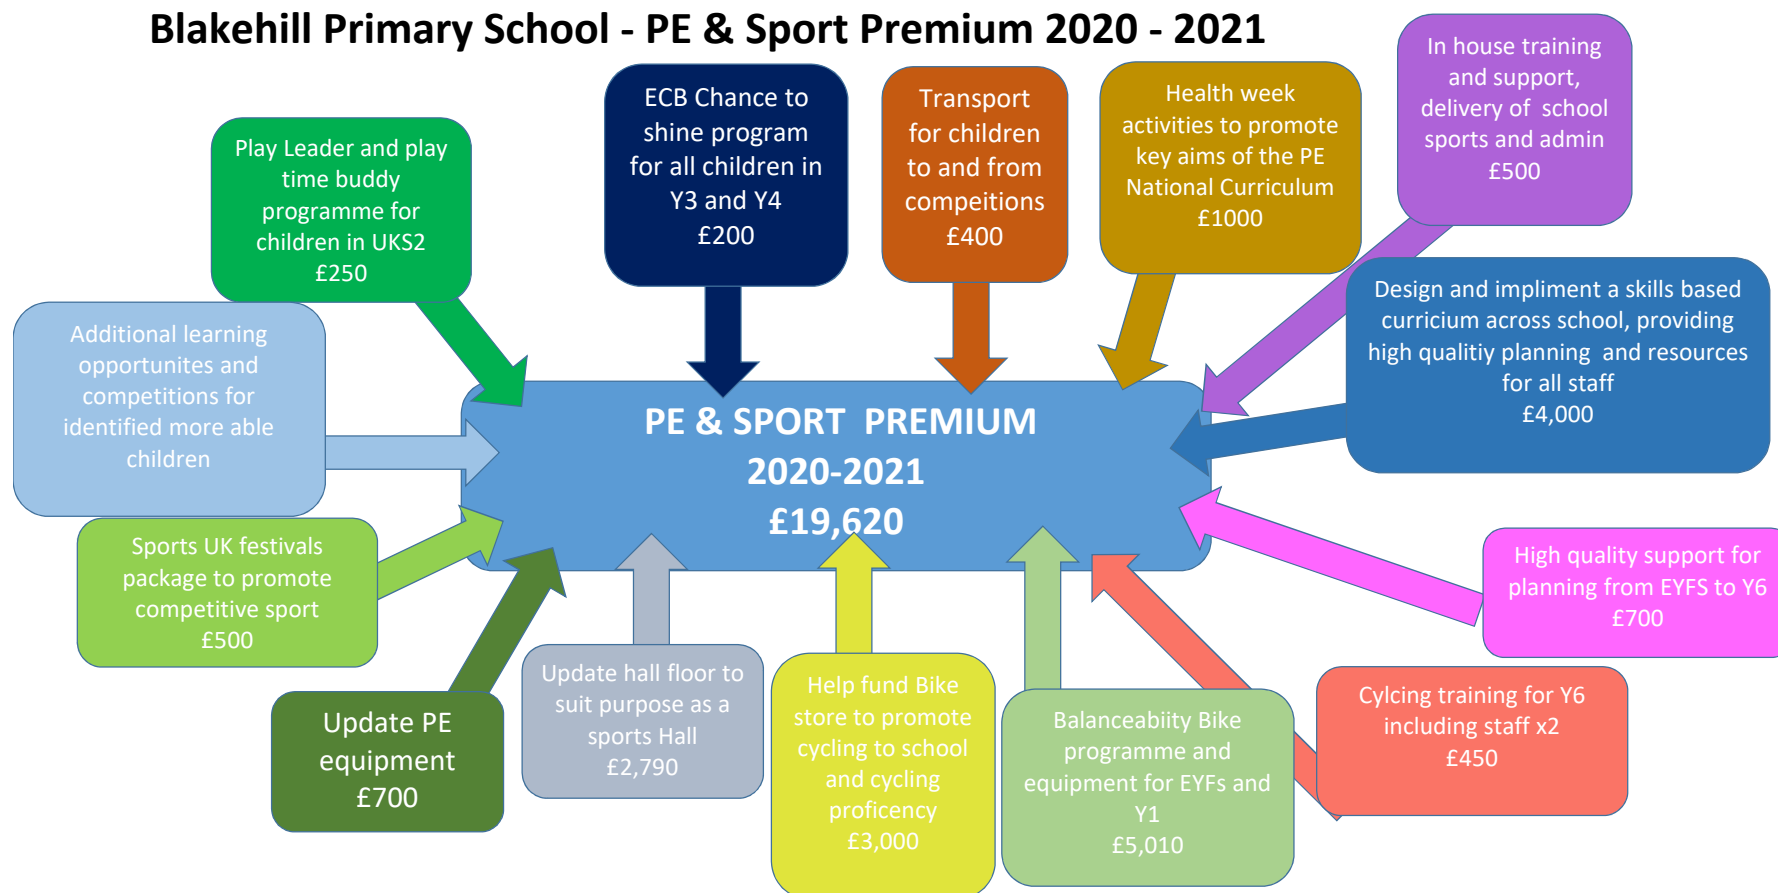 Blakehill Primary School - PE & Sport Premium 2020 - 2021
In house training
and support,
delivery of school
sports and admin
£500
ECB Chance to
shine program
for all children in
Y3 and Y4
£200
Transport
for children
to and from
compeitions
£400
Health week
activities to promote
key aims of the PE
National Curriculum
£1000
Play Leader and play
time buddy
programme for
children in UKS2
£250
Design and impliment a skills based
curricium across school, providing
high qualitiy planning and resources
for all staff
£4,000
Additional learning
opportunites and
competitions for
identified more able
children
PE & SPORT PREMIUM
2020-2021
£19,620
Sports UK festivals
package to promote
competitive sport
£500
High quality support for
planning from EYFS to Y6
£700
Update PE
equipment
£700
Update hall floor to
suit purpose as a
sports Hall
£2,790
Help fund Bike
store to promote
cycling to school
and cycling
proficency
£3,000
Balanceabiity Bike
programme and
equipment for EYFs and
Y1
£5,010
Cylcing training for Y6
including staff x2
£450